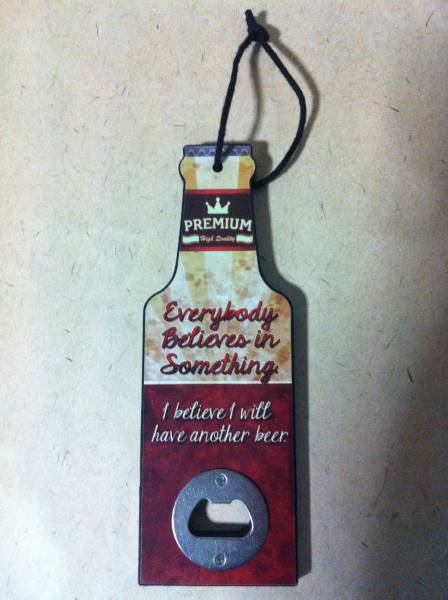 PREMIUM
High Quality
Everybody
Believes in
Something.
I believe I will
have another beer.